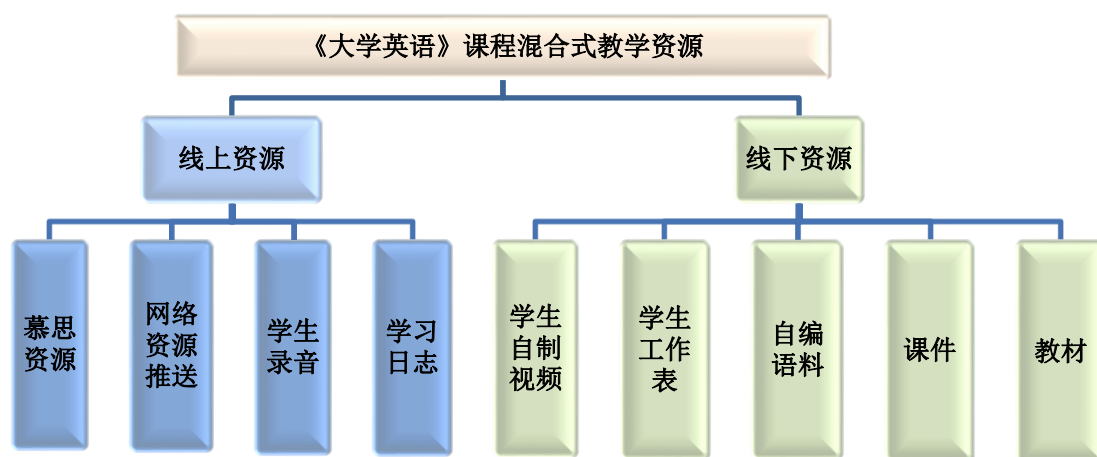 《大学英语》课程混合式教学资源
线上资源
线下资源
慕思
资源
网络
资源
推送
学生
录音
学习
日志
学生
自制
视频
学生
工作
表
自编
语料
课件
教材